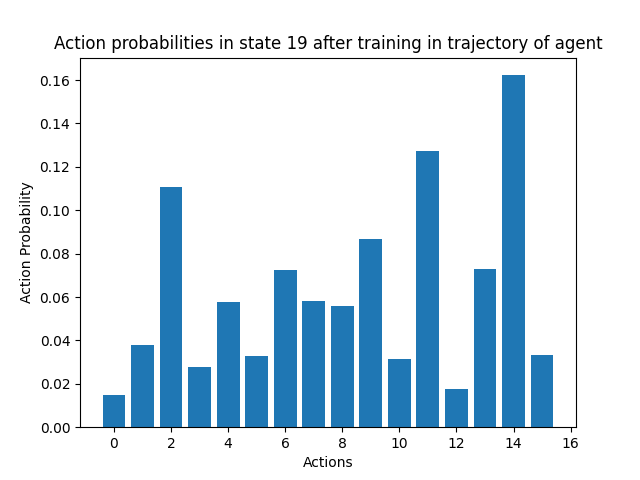 Action probabilities in state 19 after training in trajectory of agent
0.16
0.14
0.12
0.10
0.08
0.06
0.04
0.02
0.00
Action Probability
0 2 4 6 8 10 12 14 16
Actions